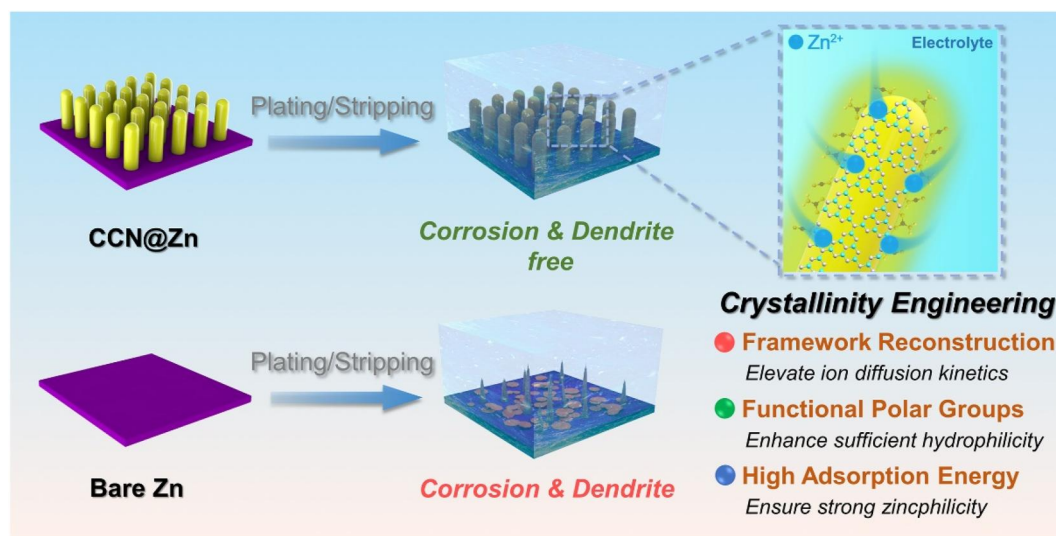 Plating/Stripping
CCN@Zn
Corrosion & Dendrite
free
Zn²⁺
Electrolyte
Plating/Stripping
Bare Zn
Corrosion & Dendrite
Crystallinity Engineering
Framework Reconstruction
Elevate ion diffusion kinetics
Functional Polar Groups
Enhance sufficient hydrophilicity
High Adsorption Energy
Ensure strong zincphilicity